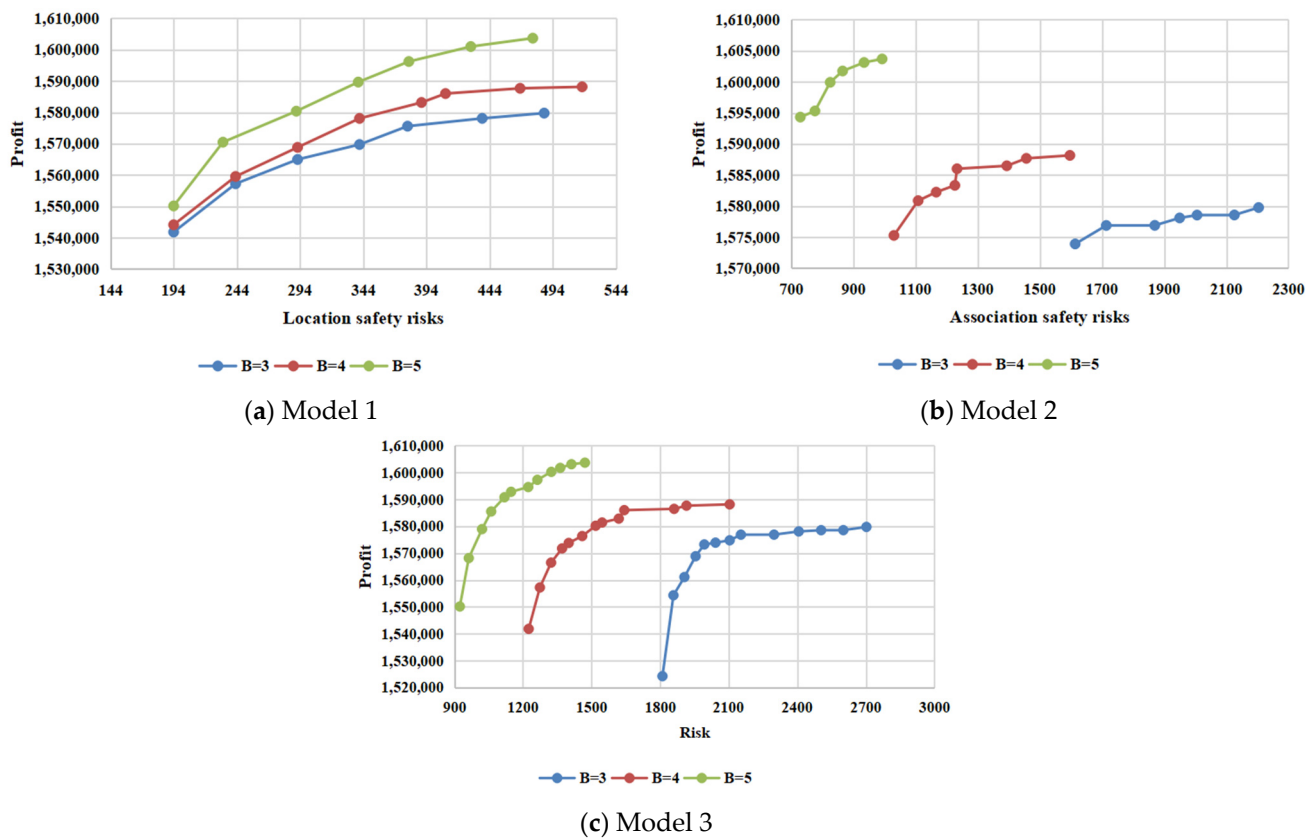 1,610,000
1,600,000
1,590,000
1,580,000
1,570,000
1,560,000
1,550,000
1,540,000
1,530,000
Profit
144 194 244 294 344 394 444 494 544
Location safety risks
B=3 B=4 B=5
(a) Model 1
1,610,000
1,605,000
1,600,000
1,595,000
1,590,000
1,585,000
1,580,000
1,575,000
1,570,000
Profit
700 900 1100 1300 1500 1700 1900 2100 2300
Association safety risks
B=3 B=4 B=5
(b) Model 2
1,610,000
1,600,000
1,590,000
1,580,000
1,570,000
1,560,000
1,550,000
1,540,000
1,530,000
1,520,000
Profit
900 1200 1500 1800 2100 2400 2700 3000
Risk
B=3 B=4 B=5
(c) Model 3